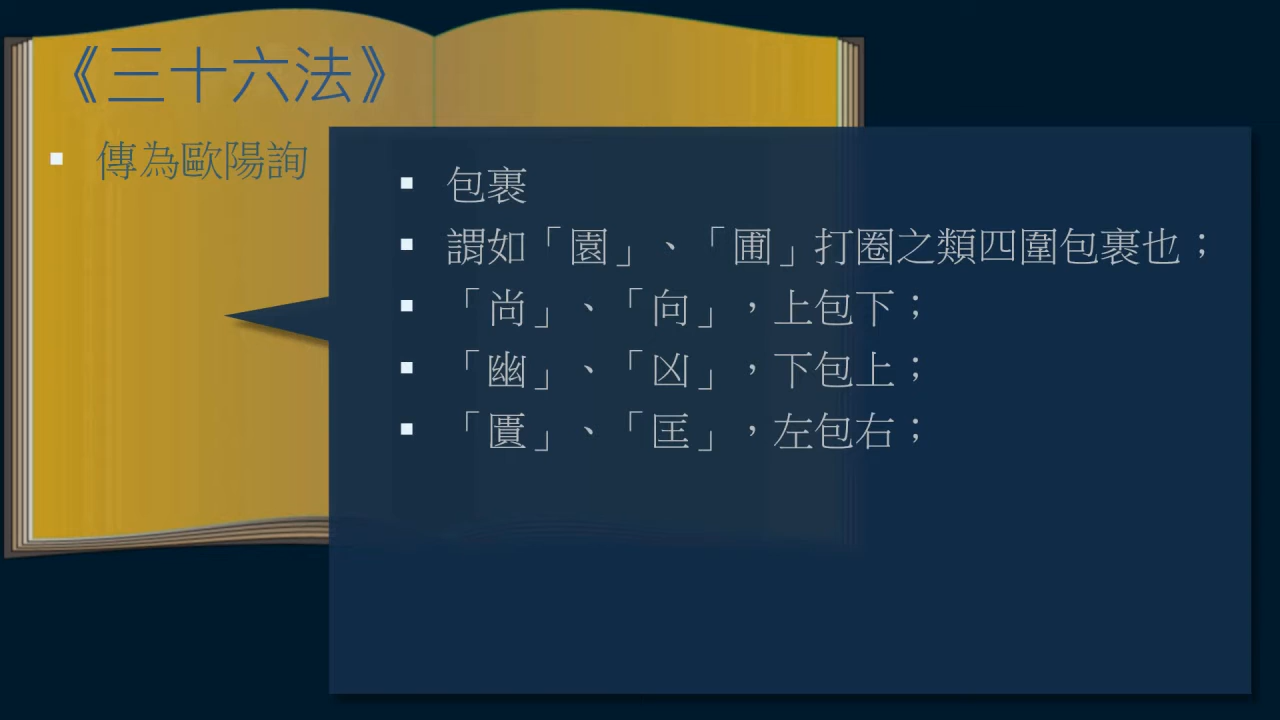 《三十六法》
傳為歐陽詢
包裹
謂如「園」、「圃」打圈之類四圍包裹也；
「尚」、「向」，上包下；
「幽」、「凶」，下包上；
「匱」、「匡」，左包右；